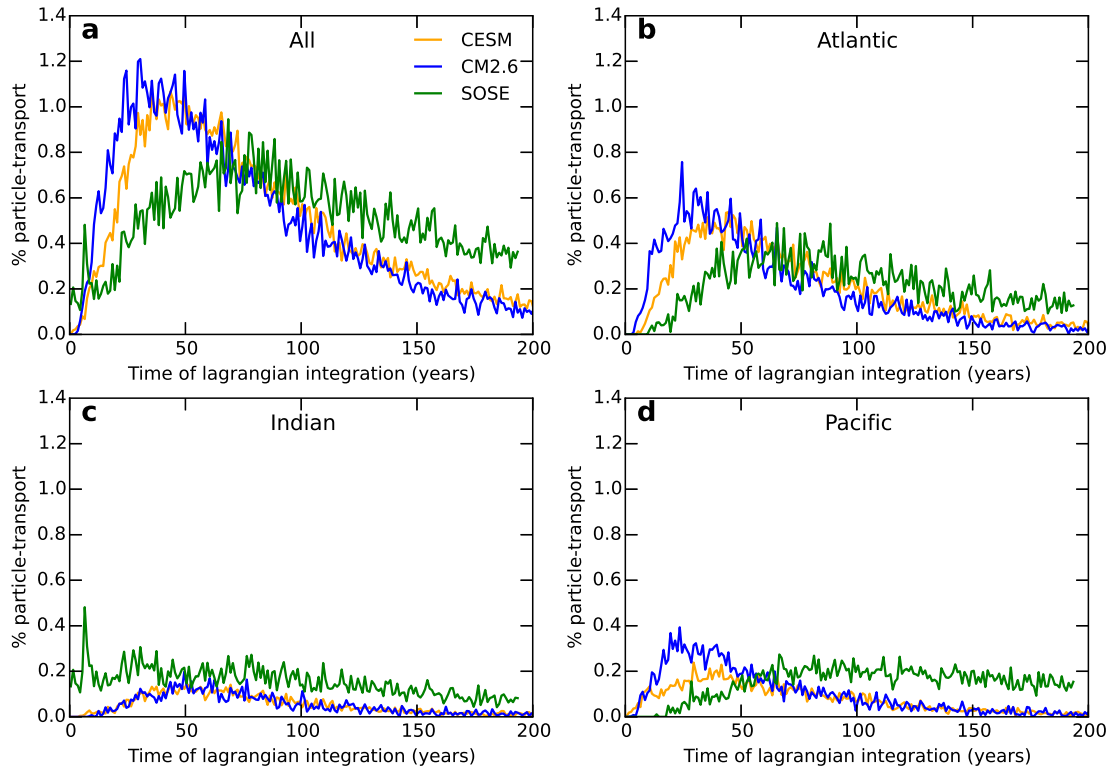 a
All
CESM
CM2.6
SOSE
1.4
1.2
1.0
0.8
0.6
0.4
0.2
0.0
% particle-transport
0
50
100
150
200
Time of lagrangian integration (years)
b
Atlantic
1.4
1.2
1.0
0.8
0.6
0.4
0.2
0.0
% particle-transport
0
50
100
150
200
Time of lagrangian integration (years)
c
Indian
1.4
1.2
1.0
0.8
0.6
0.4
0.2
0.0
% particle-transport
0
50
100
150
200
Time of lagrangian integration (years)
d
Pacific
1.4
1.2
1.0
0.8
0.6
0.4
0.2
0.0
% particle-transport
0
50
100
150
200
Time of lagrangian integration (years)